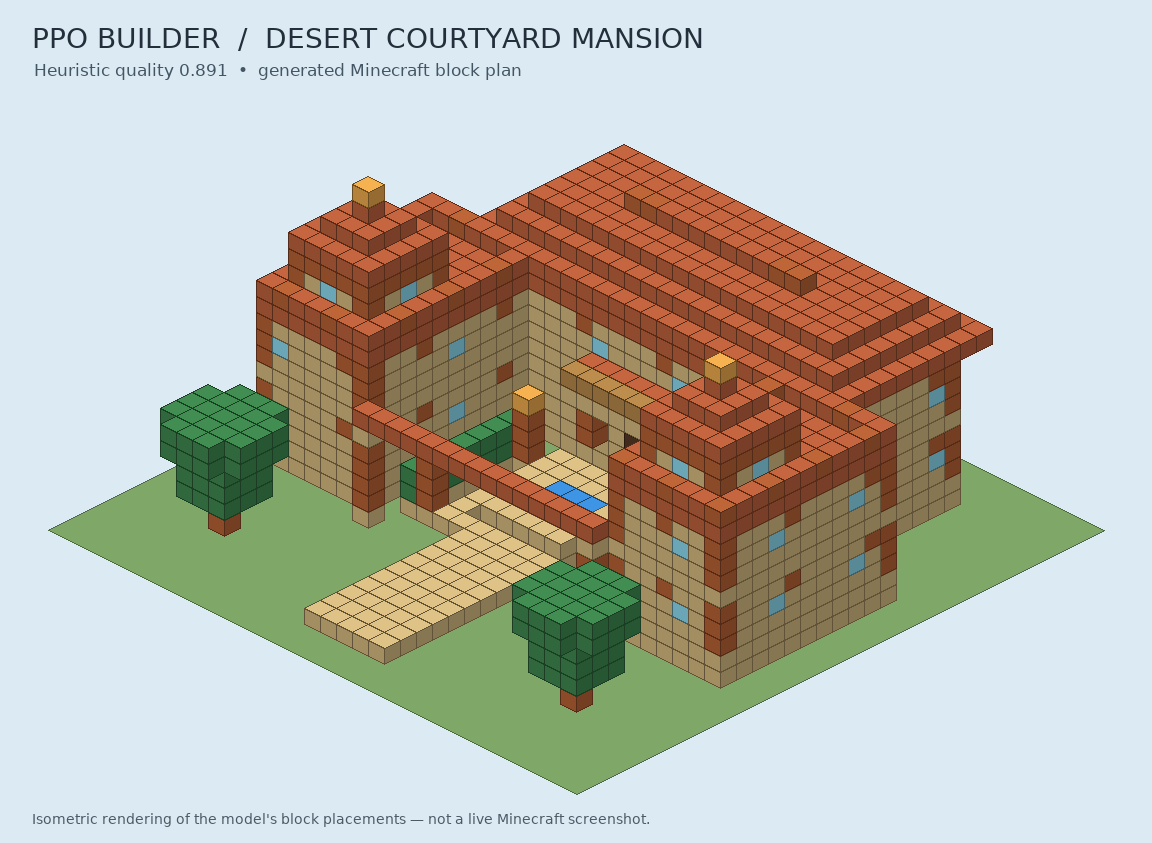 PPO BUILDER / DESERT COURTYARD MANSION
Heuristic quality 0.891 • generated Minecraft block plan
Isometric rendering of the model's block placements — not a live Minecraft screenshot.